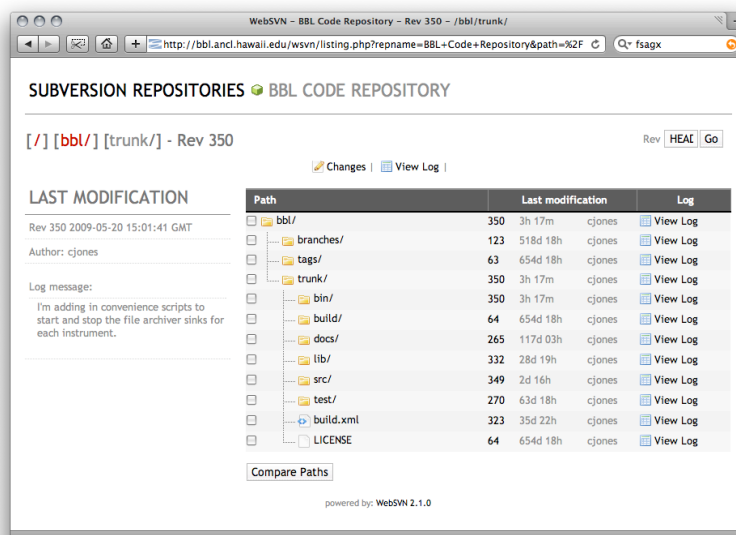 WebSVN - BBL Code Repository - Rev 350 - /bbl/trunk/
http://bbl.ancl.hawaii.edu/wsvn/listing.php?repname=BBL+Code+Repository&path=%2F
fsagx
SUBVERSION REPOSITORIES BBL CODE REPOSITORY
[/] [bbl/] [trunk/] - Rev 350
Rev HEAD Go
Changes | View Log |
LAST MODIFICATION
Rev 350 2009-05-20 15:01:41 GMT
Author: cjones
Log message:
I'm adding in convenience scripts to
start and stop the file archiver sinks for
each instrument.
Path Last modification Log
bbl/ 350 3h 17m cjones View Log
branches/ 123 518d 18h cjones View Log
tags/ 63 654d 18h cjones View Log
trunk/ 350 3h 17m cjones View Log
bin/ 350 3h 17m cjones View Log
build/ 64 654d 18h cjones View Log
docs/ 265 117d 03h cjones View Log
lib/ 332 28d 19h cjones View Log
src/ 349 2d 16h cjones View Log
test/ 270 63d 18h cjones View Log
build.xml 323 35d 22h cjones View Log
LICENSE 64 654d 18h cjones View Log
Compare Paths
powered by: WebSVN 2.1.0